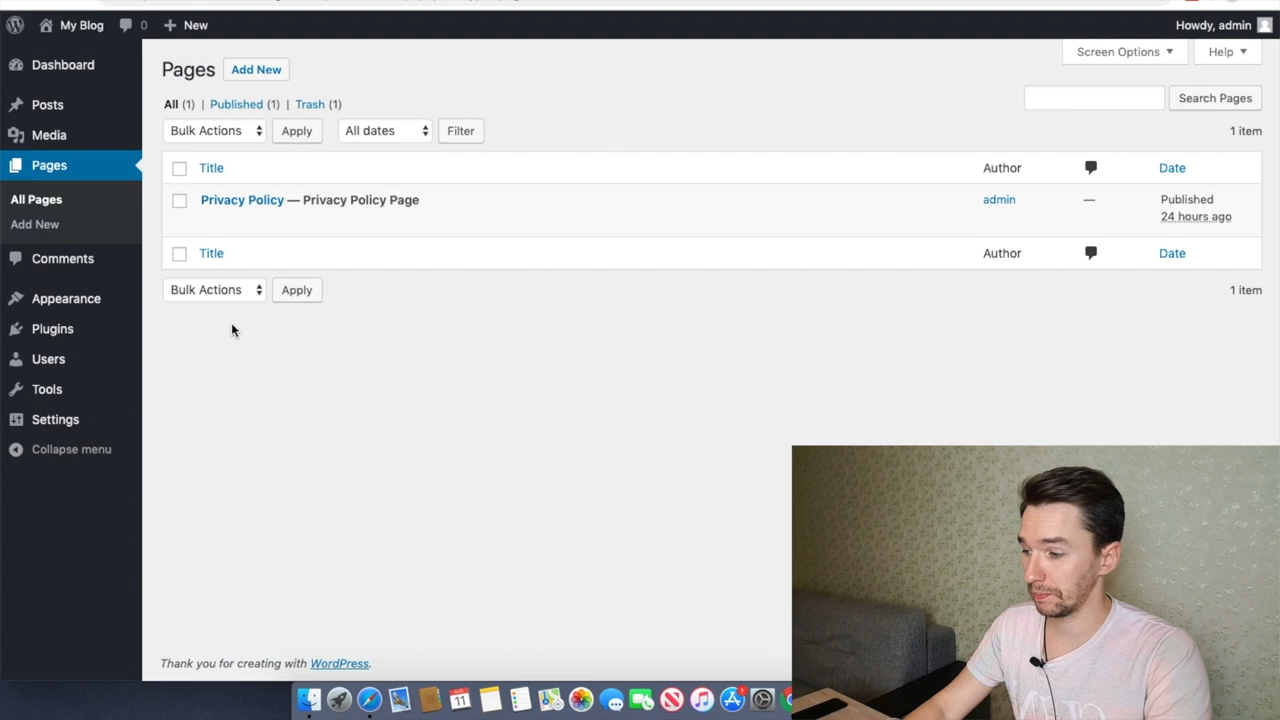 My Blog 0 New Howdy, admin
Screen Options Help
Dashboard
Posts
Media
Pages
All Pages
Add New
Comments
Appearance
Plugins
Users
Tools
Settings
Collapse menu
Pages Add New
All (1) | Published (1) | Trash (1)
Search Pages
Bulk Actions Apply All dates Filter 1 item
Title Author Date
Privacy Policy — Privacy Policy Page admin — Published
24 hours ago
Title Author Date
Bulk Actions Apply 1 item
Thank you for creating with WordPress.
11